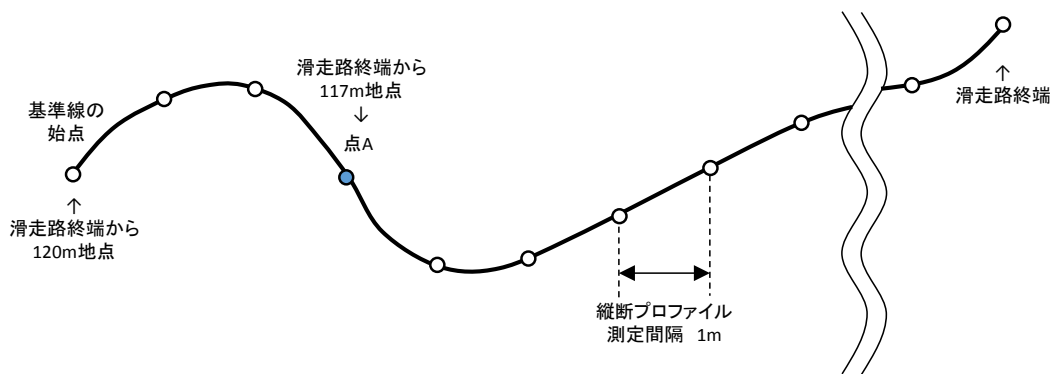 滑走路終端から
117m地点
↓
点A
基準線の
始点
↑
滑走路終端から
120m地点
↑
滑走路終端
縦断プロファイル
測定間隔 1m